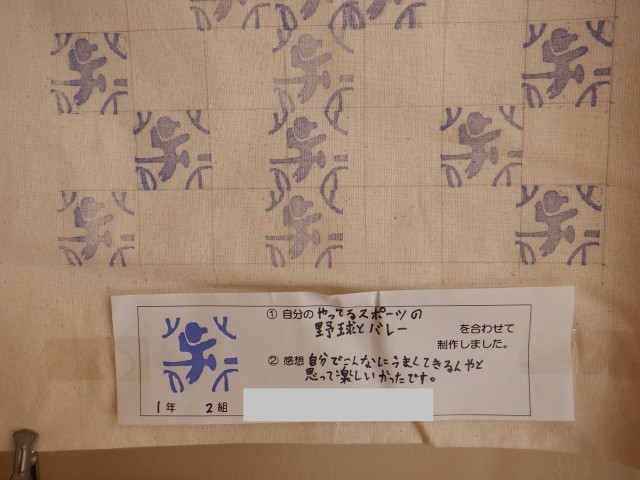 ① 自分の やってるスポーツの
野球とバレー を合わせて
制作しました。
② 感想 自分でこんなにうまくてきるんやと
思って楽しいかったです。
1年 2組